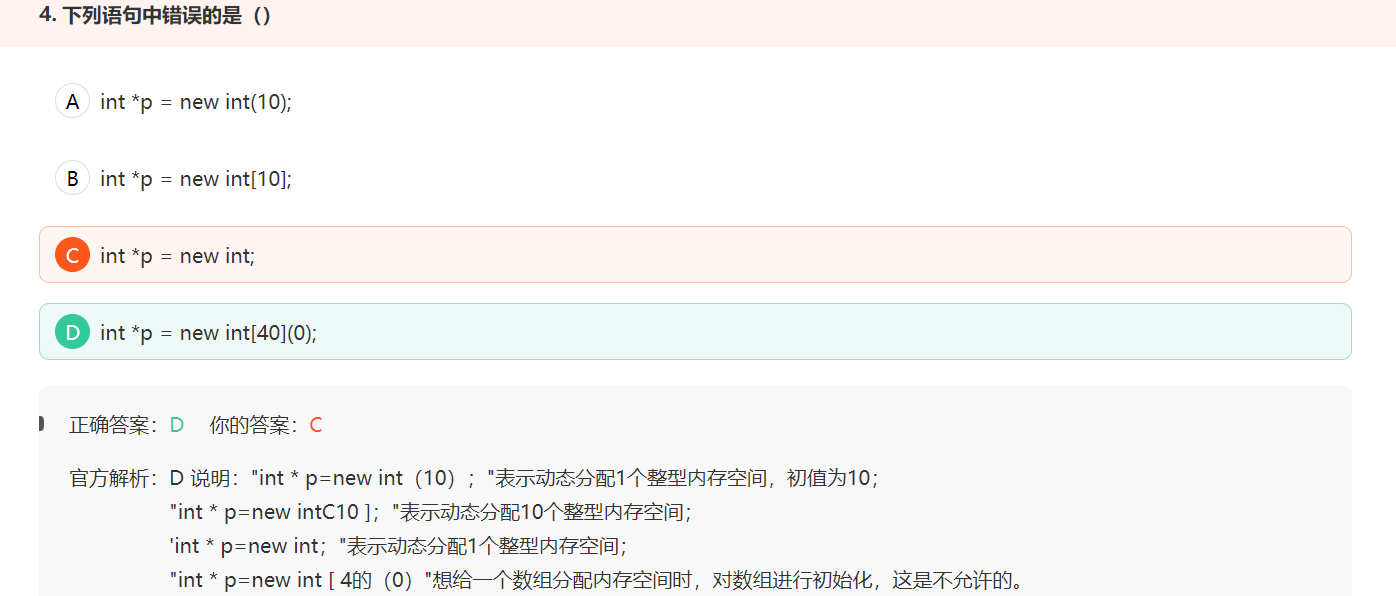 4. 下列语句中错误的是（）
A int *p = new int(10);
B int *p = new int[10];
C int *p = new int;
D int *p = new int[40](0);
正确答案：D 你的答案：C
官方解析：D 说明："int * p=new int（10）；"表示动态分配1个整型内存空间，初值为10；
"int * p=new intC10 ]；"表示动态分配10个整型内存空间；
'int * p=new int；"表示动态分配1个整型内存空间；
"int * p=new int [ 4的（0）"想给一个数组分配内存空间时，对数组进行初始化，这是不允许的。